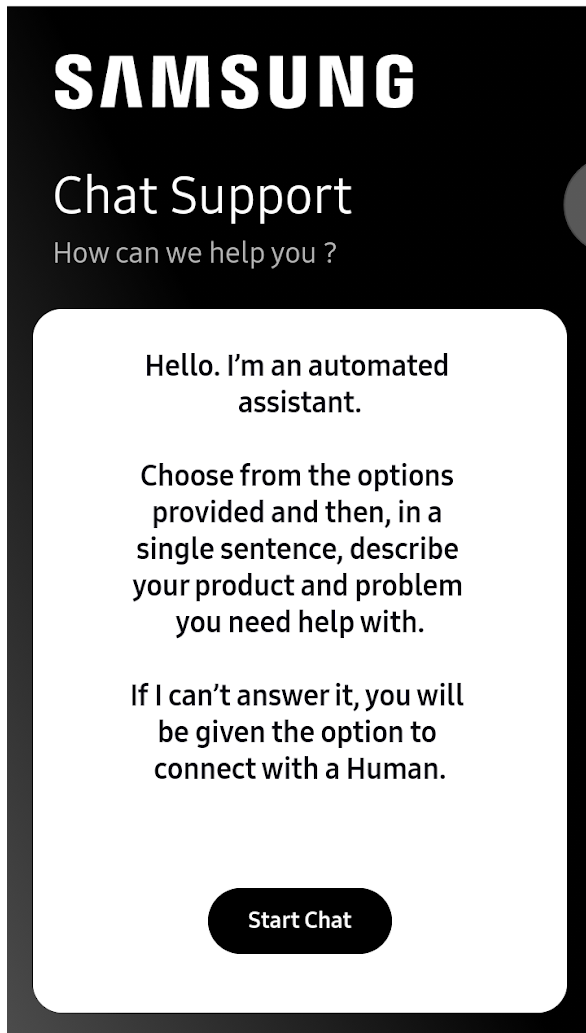 SAMSUNG
Chat Support
How can we help you ?
Hello. I’m an automated
assistant.
Choose from the options
provided and then, in a
single sentence, describe
your product and problem
you need help with.
If I can’t answer it, you will
be given the option to
connect with a Human.
Start Chat